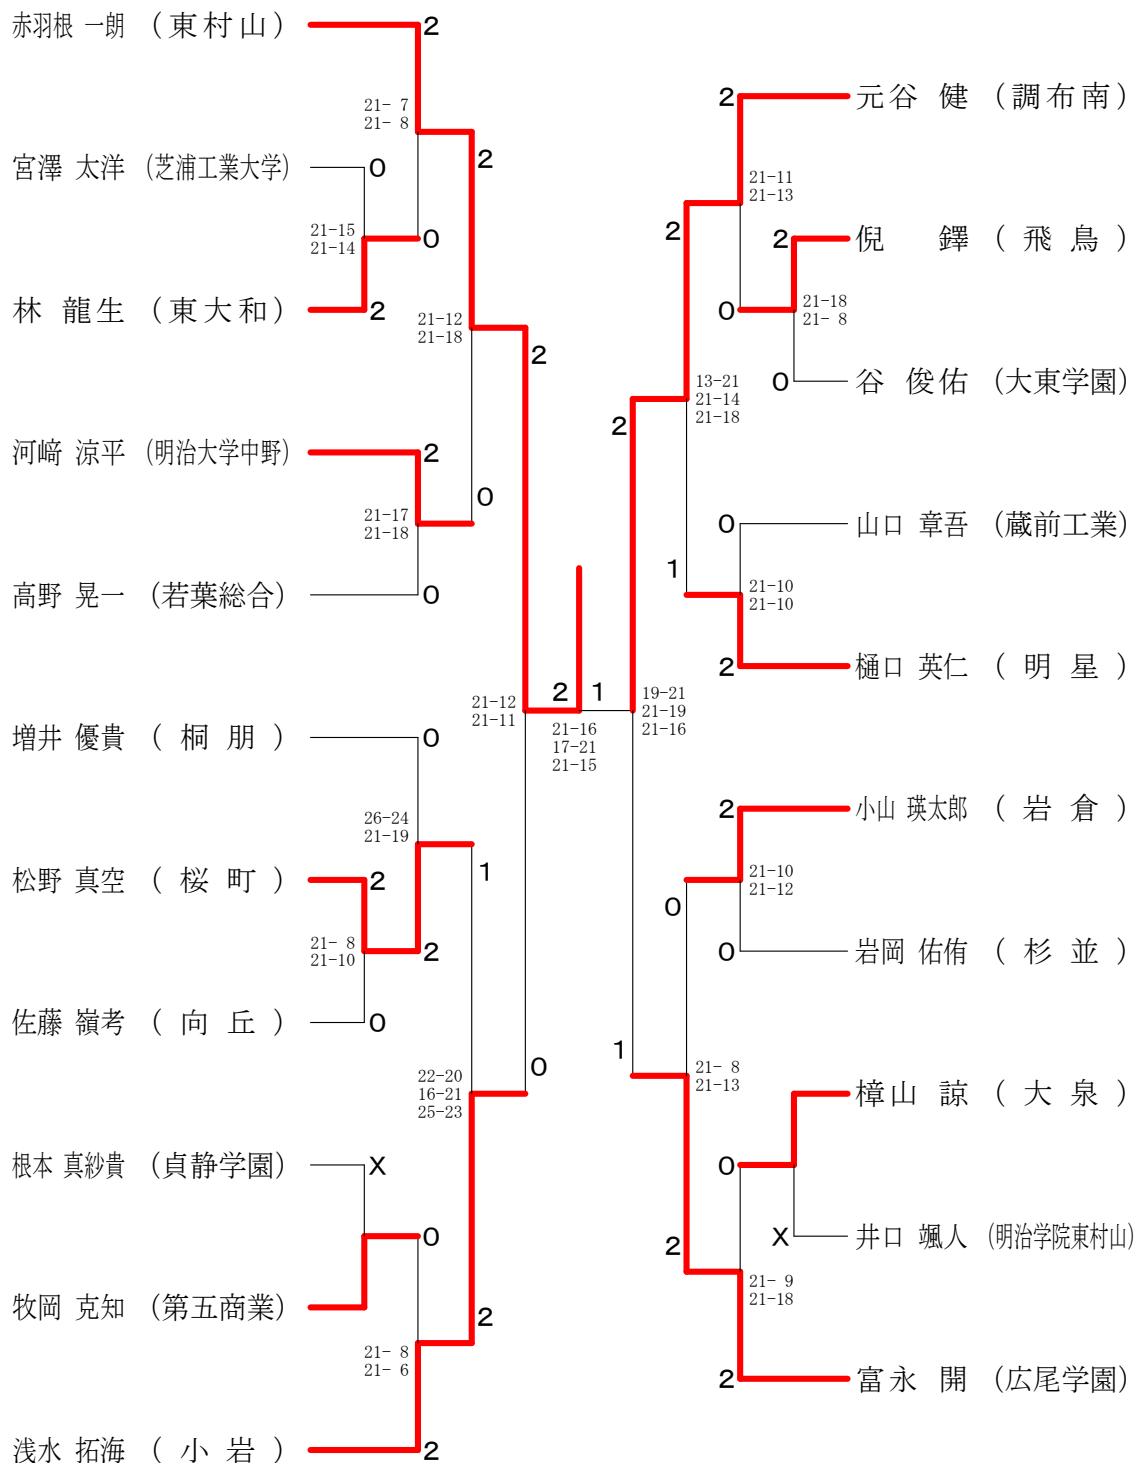 赤羽根 一朗 （東村山） 2
21- 7
21- 8
2
宮澤 太洋 （芝浦工業大学） 0
21-15
21-14
0
林 龍生 （東大和） 2
21-12
21-18
2
河﨑 涼平 （明治大学中野） 2
21-17
21-18
0
高野 晃一 （若葉総合） 0
21-12
21-11
2
1
21-16
17-21
21-15
増井 優貴 （桐朋） 0
26-24
21-19
1
松野 真空 （桜町） 2
21- 8
21-10
2
佐藤 嶺考 （向丘） 0
22-20
16-21
25-23
0
根本 真紗貴 （貞静学園） X
0
牧岡 克知 （第五商業）
2
21- 8
21- 6
浅水 拓海 （小岩） 2
2 元谷 健 （調布南）
21-11
21-13
2
2 倪 鐸 （飛鳥）
0
21-18
21- 8
0 谷 俊佑 （大東学園）
13-21
21-14
21-18
2
0 山口 章吾 （蔵前工業）
1
21-10
21-10
2 樋口 英仁 （明星）
19-21
21-19
21-16
2 小山 瑛太郎 （岩倉）
21-10
21-12
0
0 岩岡 佑侑 （杉並）
1
21- 8
21-13
樟山 諒 （大泉）
0
X 井口 颯人 （明治学院東村山）
2
21- 9
21-18
2 富永 開 （広尾学園）